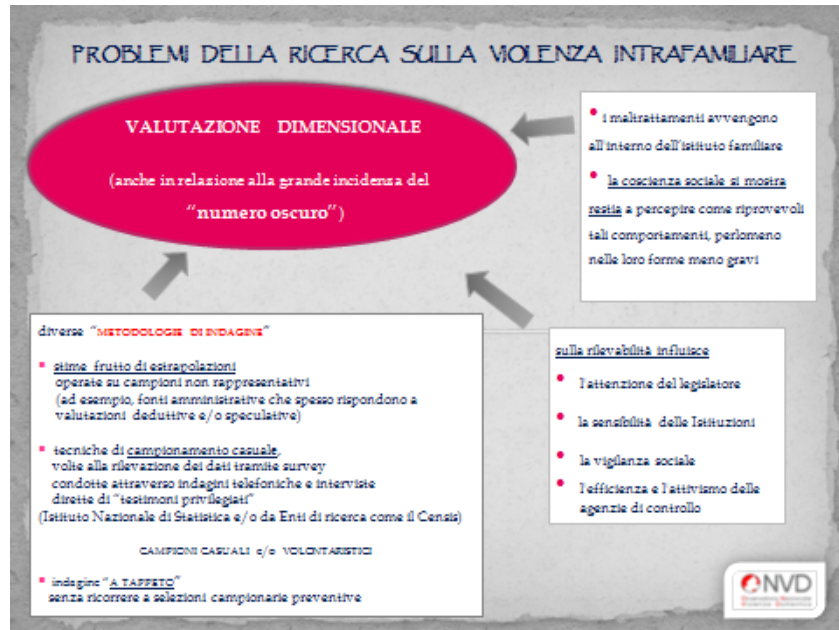 PROBLEMI DELLA RICERCA SULLA VIOLENZA INTRAFAMILIARE
VALUTAZIONE DIMENSIONALE
(anche in relazione alla grande incidenza del
"numero oscuro")
• i maltrattamenti avvengono
all'interno dell'istituto familiare
• la coscienza sociale si mostra
restia a percepire come riprovevoli
tali comportamenti, perlomeno
nelle loro forme meno gravi
diverse "METODOLOGIE DI INDAGINE"
▪ stime frutto di estrapolazioni
operate su campioni non rappresentativi
(ad esempio, fonti amministrative che spesso rispondono a
valutazioni deduttive e/o speculative)
▪ tecniche di campionamento casuale,
volte alla rilevazione dei dati tramite survey
condotte attraverso indagini telefoniche e interviste
dirette di "testimoni privilegiati"
(Istituto Nazionale di Statistica e/o da Enti di ricerca come il Censis)
CAMPIONI CASUALI e/o VOLONTARISTICI
▪ indagine "A TAPPETO"
senza ricorrere a selezioni campionarie preventive
sulla rilevabilità influisce
• l'attenzione del legislatore
• la sensibilità delle Istituzioni
• la vigilanza sociale
• l'efficienza e l'attivismo delle
agenzie di controllo
ONVD
Osservatorio Nazionale
Violenza Domestica